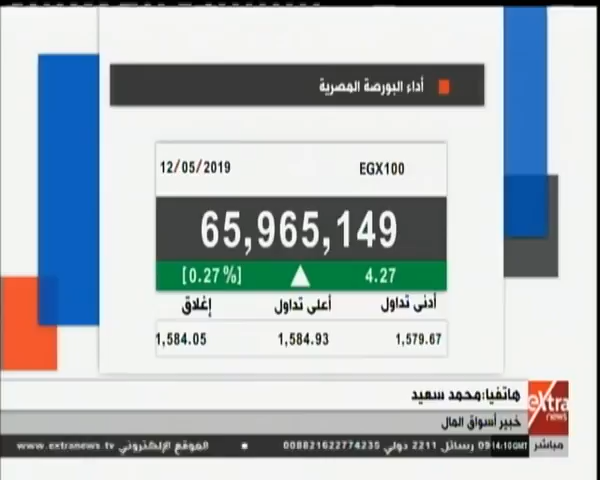 أداء البورصة المصرية
EGX100 12/05/2019
65,965,149
4.27 [0.27%]
أدنى تداول أعلى تداول إغلاق
1,579.67 1,584.93 1,584.05
هاتفيا:محمد سعيد
خبير أسواق المال
eXtra news
مباشر 14:10GMT 09 رسائل 2211 دولي 008821622774235 الموقع الإلكتروني www.extranews.tv